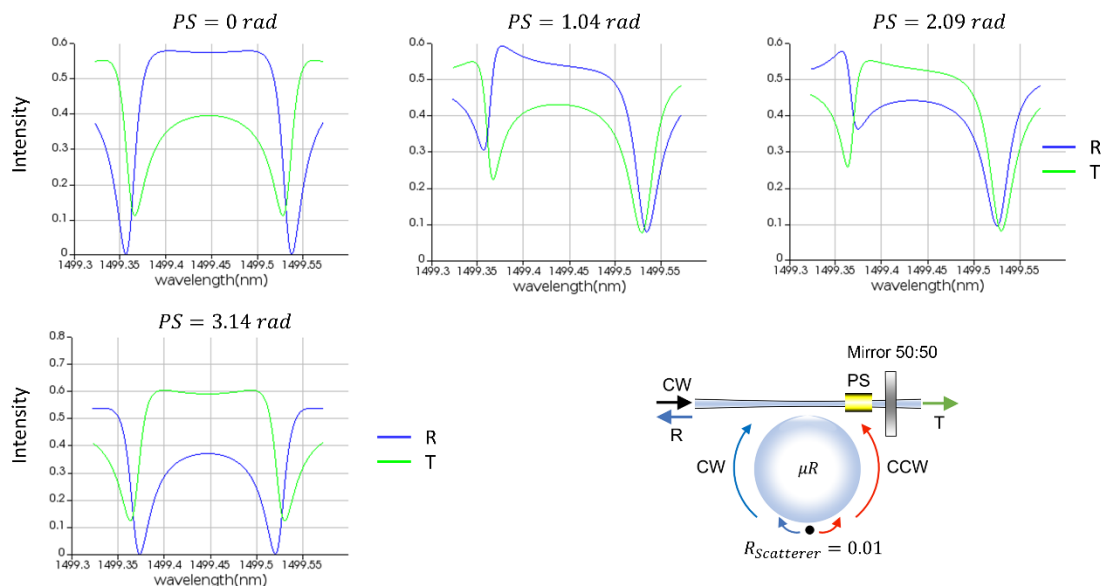 PS = 0 rad
PS = 1.04 rad
PS = 2.09 rad
Intensity
0.6
0.5
0.4
0.3
0.2
0.1
0
1499.3 1499.35 1499.4 1499.45 1499.5 1499.55
wavelength(nm)
0.6
0.5
0.4
0.3
0.2
0.1
0
1499.3 1499.35 1499.4 1499.45 1499.5 1499.55
wavelength(nm)
0.6
0.5
0.4
0.3
0.2
0.1
0
1499.3 1499.35 1499.4 1499.45 1499.5 1499.55
wavelength(nm)
R
T
PS = 3.14 rad
Intensity
0.8
0.7
0.6
0.5
0.4
0.3
0.2
0.1
0
1499.3 1499.35 1499.4 1499.45 1499.5 1499.55
wavelength(nm)
R
T
Mirror 50:50
CW
PS
R
T
CW
μR
CCW
R_Scatterer = 0.01